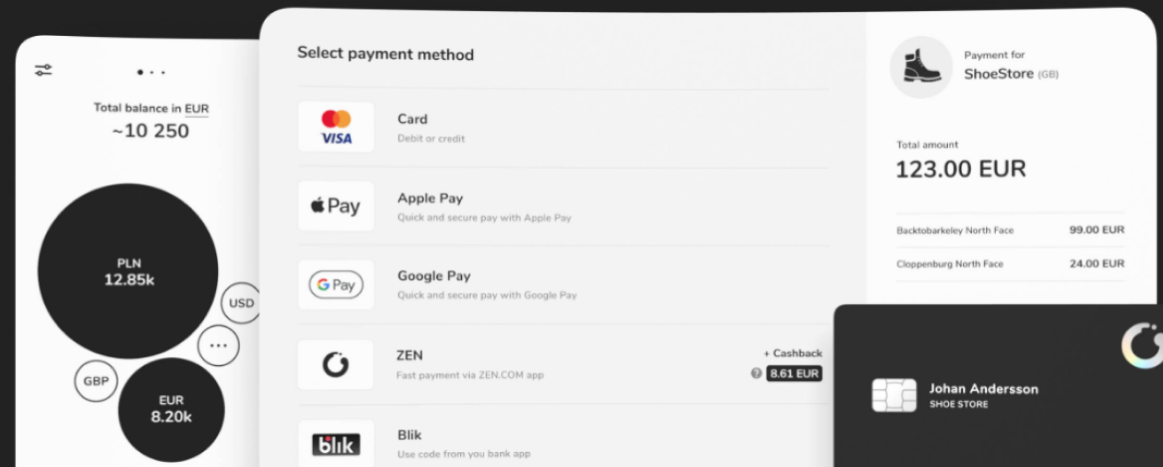 Total balance in EUR
~10 250
PLN
12.85k
USD
...
GBP
EUR
8.20k
Select payment method
VISA
Card
Debit or credit
Pay
Apple Pay
Quick and secure pay with Apple Pay
G Pay
Google Pay
Quick and secure pay with Google Pay
ZEN
Fast payment via ZEN.COM app
+ Cashback
? 8.61 EUR
blik
Blik
Use code from you bank app
Payment for
ShoeStore (GB)
Total amount
123.00 EUR
Backtobarkeley North Face 99.00 EUR
Cloppenburg North Face 24.00 EUR
Johan Andersson
SHOE STORE